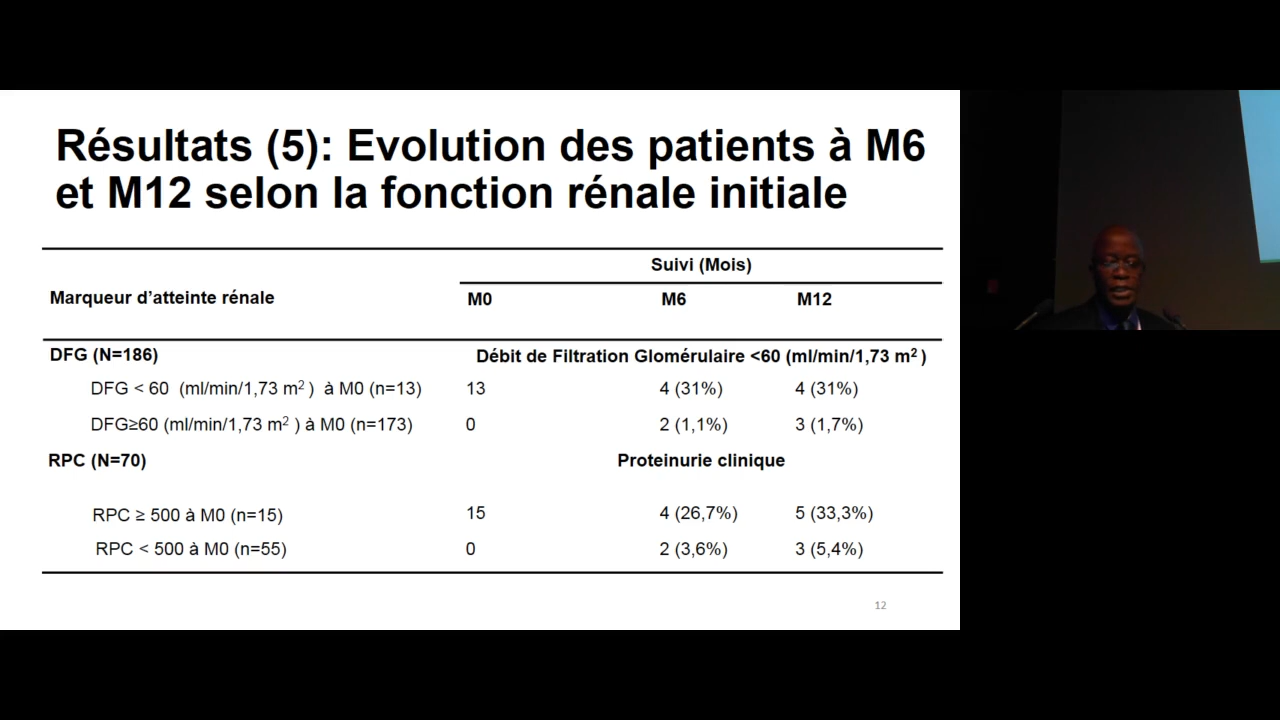 Résultats (5): Evolution des patients à M6
et M12 selon la fonction rénale initiale
Suivi (Mois)
Marqueur d'atteinte rénale M0 M6 M12
DFG (N=186) Débit de Filtration Glomérulaire <60 (ml/min/1,73 m²)
DFG < 60 (ml/min/1,73 m²) à M0 (n=13) 13 4 (31%) 4 (31%)
DFG≥60 (ml/min/1,73 m²) à M0 (n=173) 0 2 (1,1%) 3 (1,7%)
RPC (N=70) Proteinurie clinique
RPC ≥ 500 à M0 (n=15) 15 4 (26,7%) 5 (33,3%)
RPC < 500 à M0 (n=55) 0 2 (3,6%) 3 (5,4%)
12